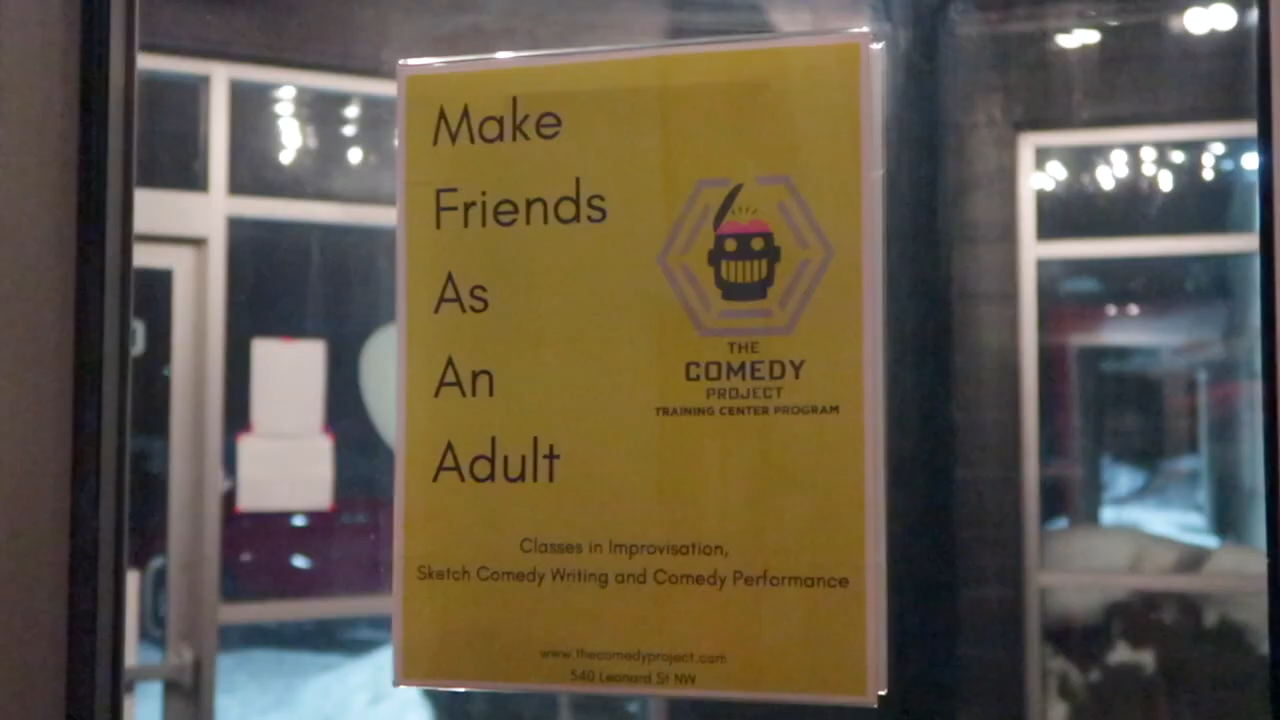 Make
Friends
As
An
Adult
THE
COMEDY
PROJECT
TRAINING CENTER PROGRAM
Classes in Improvisation,
Sketch Comedy Writing and Comedy Performance
www.thecomedyproject.com
540 Leonard St NW